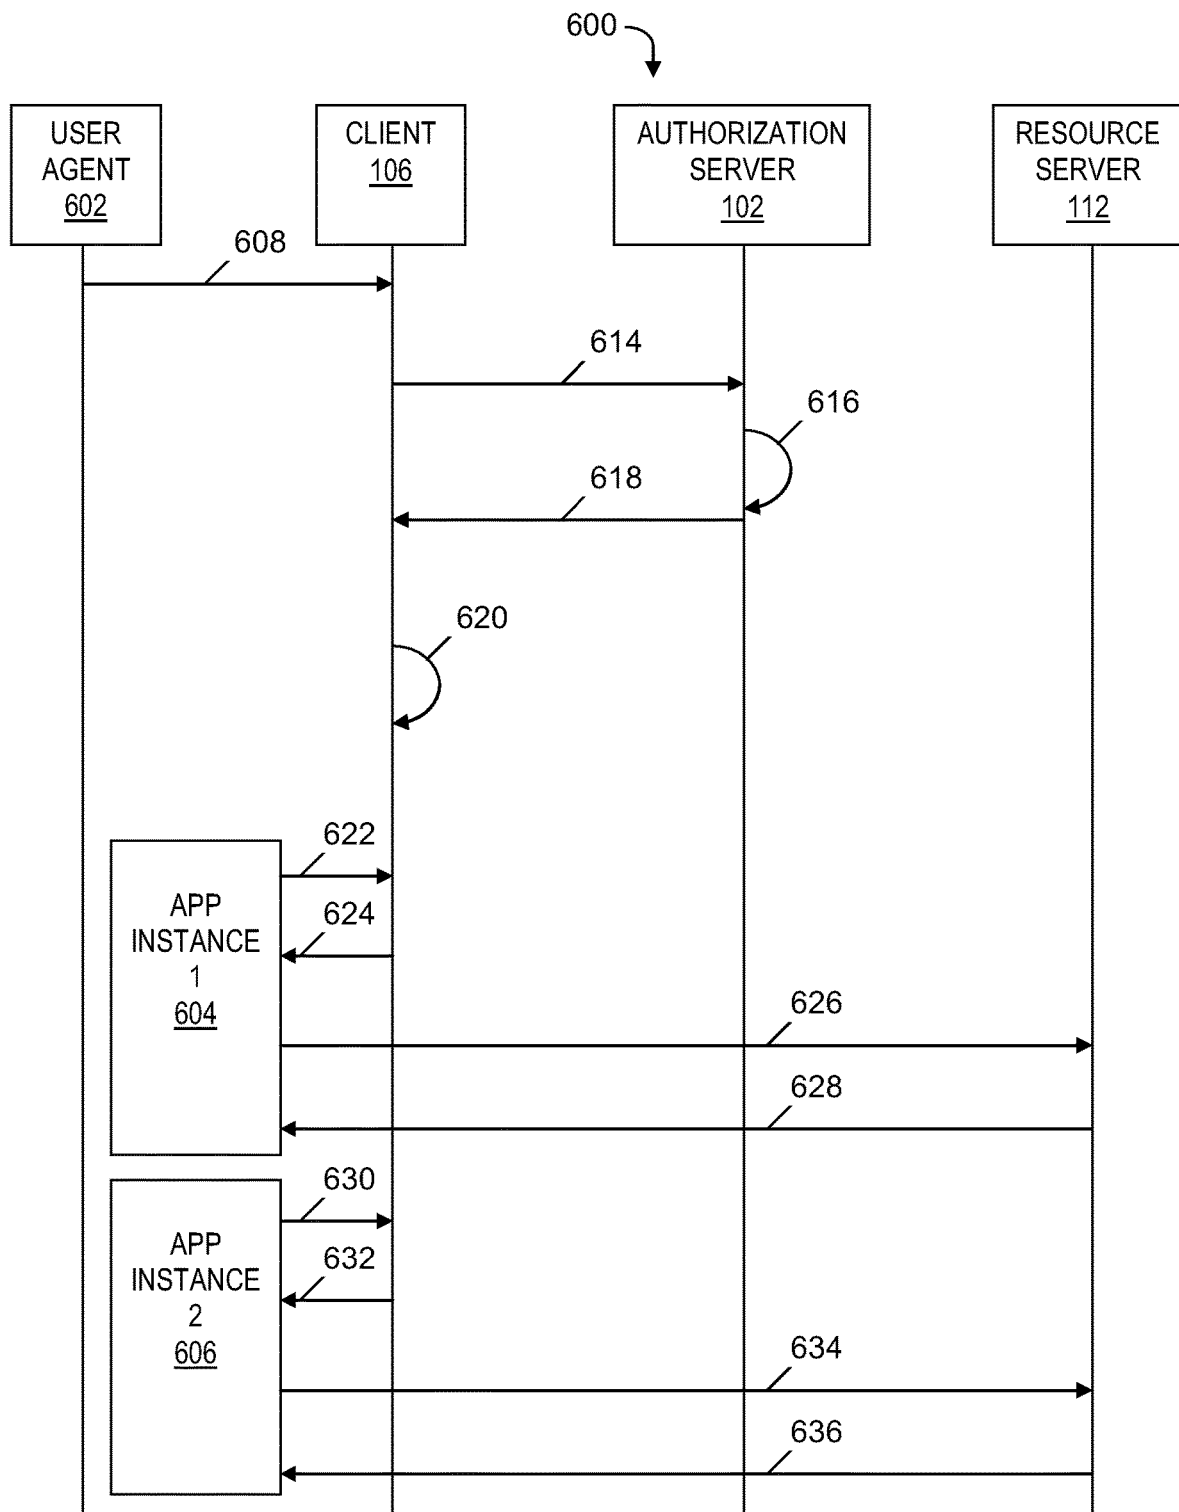 600
USER
AGENT
602
CLIENT
106
AUTHORIZATION
SERVER
102
RESOURCE
SERVER
112
608
614
616
618
620
622
APP
INSTANCE
1
604
624
626
628
630
APP
INSTANCE
2
606
632
634
636